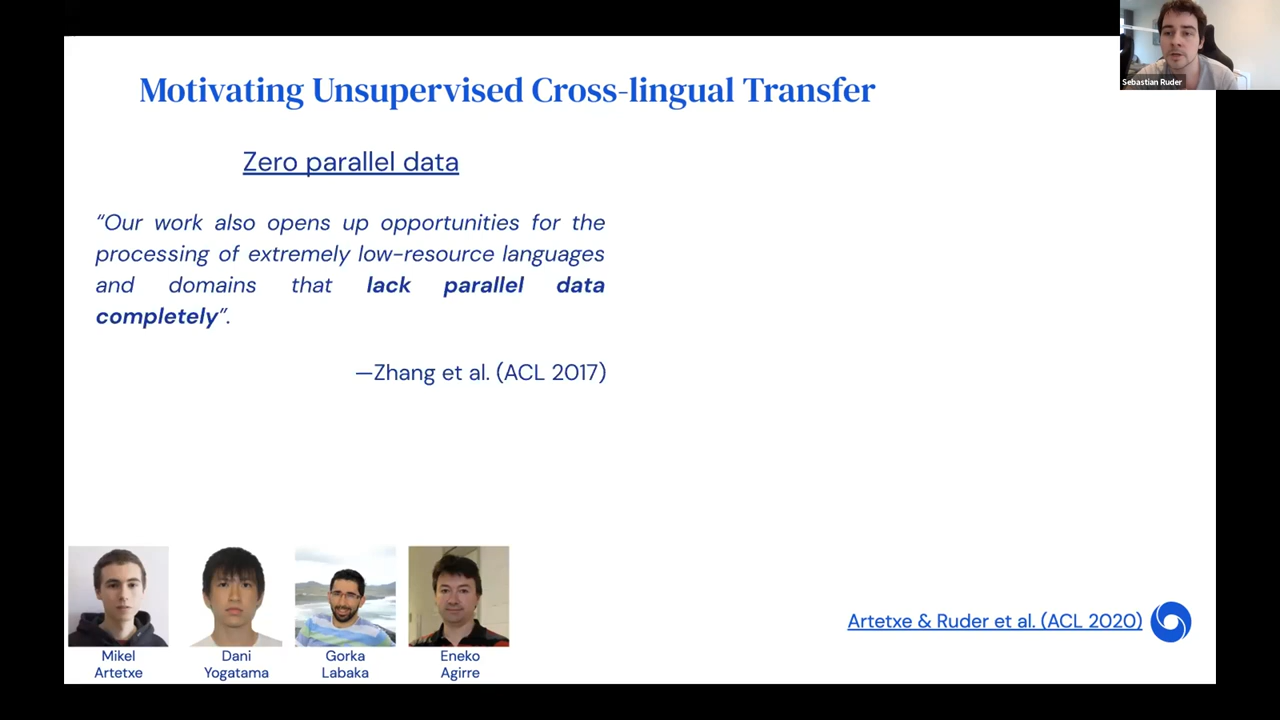 Sebastian Ruder
Motivating Unsupervised Cross-lingual Transfer
Zero parallel data
“Our work also opens up opportunities for the
processing of extremely low-resource languages
and domains that lack parallel data
completely”.
—Zhang et al. (ACL 2017)
Mikel
Artetxe
Dani
Yogatama
Gorka
Labaka
Eneko
Agirre
Artetxe & Ruder et al. (ACL 2020)